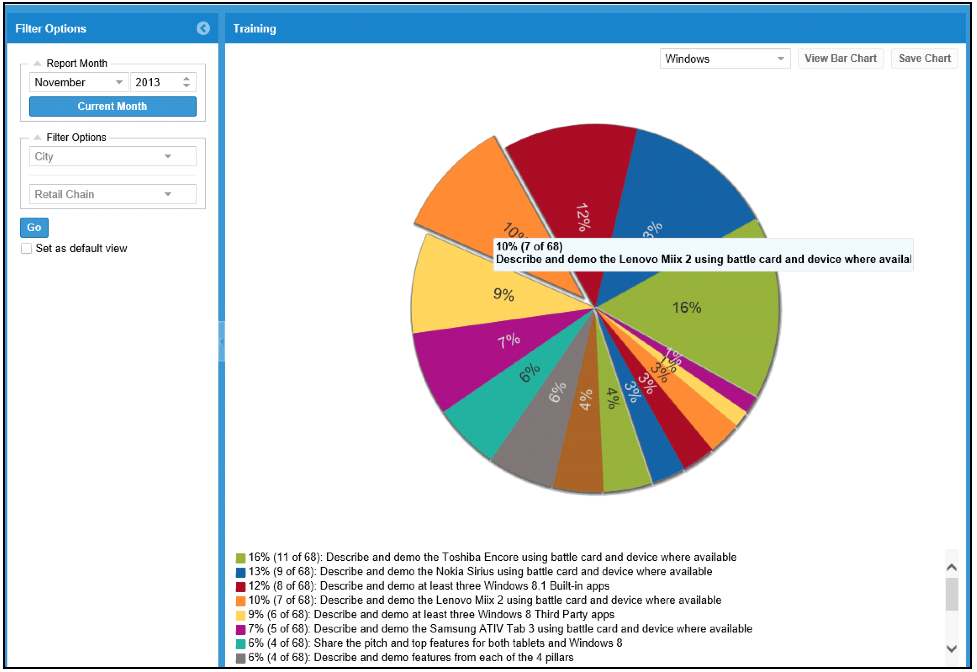 Filter Options
Training
Report Month
November
2013
Current Month
Filter Options
City
Retail Chain
Go
Set as default view
Windows
View Bar Chart
Save Chart
12%
3%
10%
10% (7 of 68)
Describe and demo the Lenovo Miix 2 using battle card and device where availal
16%
9%
7%
6%
6%
4%
4%
3%
3%
3%
1%
1%
16% (11 of 68): Describe and demo the Toshiba Encore using battle card and device where available
13% (9 of 68): Describe and demo the Nokia Sirius using battle card and device where available
12% (8 of 68): Describe and demo at least three Windows 8.1 Built-in apps
10% (7 of 68): Describe and demo the Lenovo Miix 2 using battle card and device where available
9% (6 of 68): Describe and demo at least three Windows 8 Third Party apps
7% (5 of 68): Describe and demo the Samsung ATIV Tab 3 using battle card and device where available
6% (4 of 68): Share the pitch and top features for both tablets and Windows 8
6% (4 of 68): Describe and demo features from each of the 4 pillars